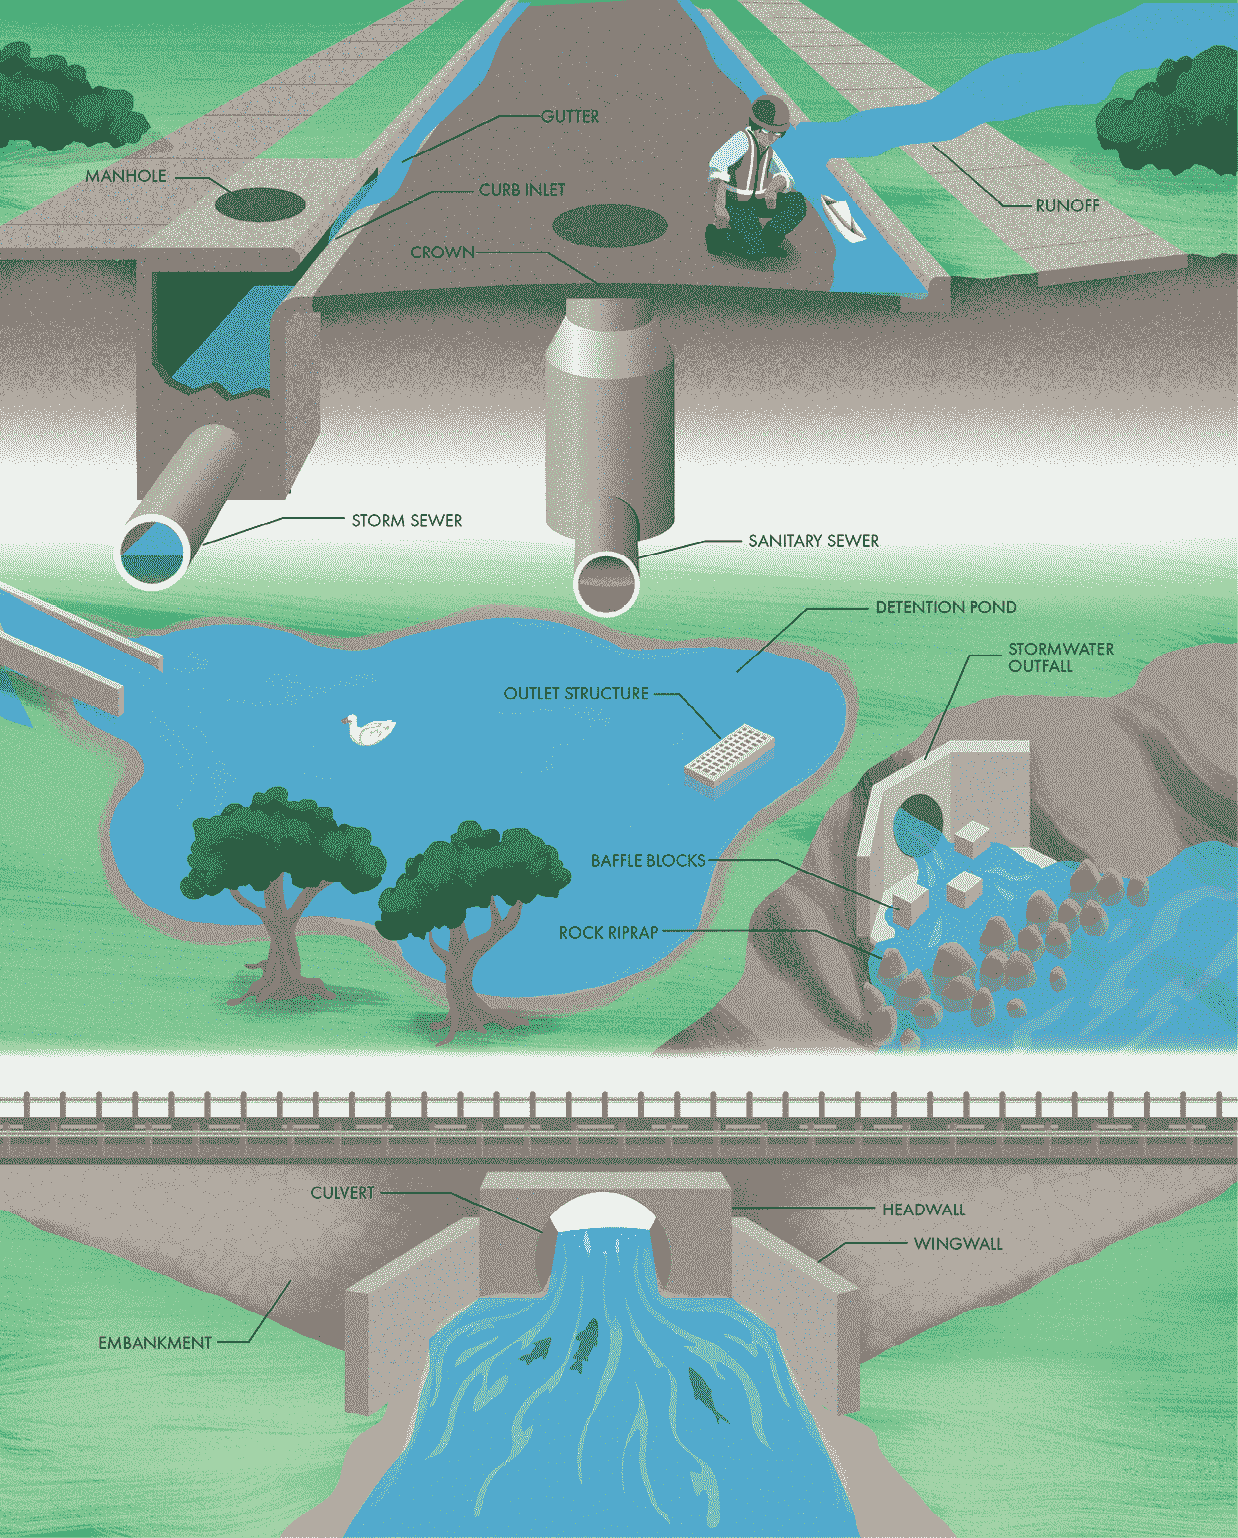 GUTTER
MANHOLE
CURB INLET
RUNOFF
CROWN
STORM SEWER
SANITARY SEWER
DETENTION POND
STORMWATER
OUTFALL
OUTLET STRUCTURE
BAFFLE BLOCKS
ROCK RIPRAP
CULVERT
HEADWALL
WINGWALL
EMBANKMENT